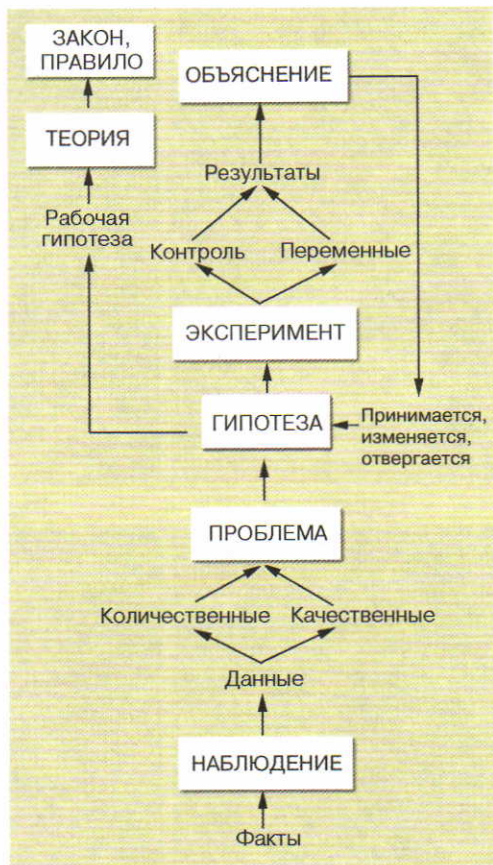 ЗАКОН,
ПРАВИЛО
ОБЪЯСНЕНИЕ
ТЕОРИЯ
Результаты
Рабочая
гипотеза
Контроль
Переменные
ЭКСПЕРИМЕНТ
ГИПОТЕЗА
Принимается,
изменяется,
отвергается
ПРОБЛЕМА
Количественные
Качественные
Данные
НАБЛЮДЕНИЕ
Факты